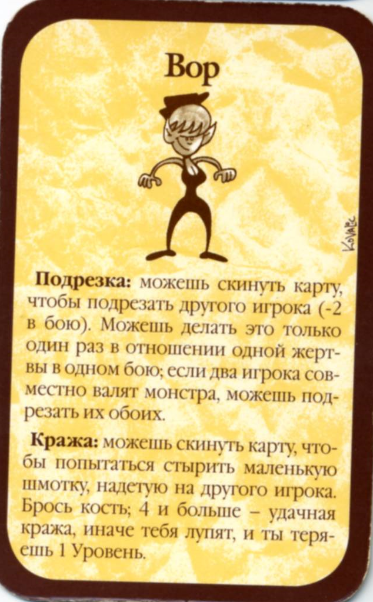 Вор
Kovalic
Подрезка: можешь скинуть карту,
чтобы подрезать другого игрока (-2
в бою). Можешь делать это только
один раз в отношении одной жерт-
вы в одном бою; если два игрока сов-
местно валят монстра, можешь под-
резать их обоих.
Кража: можешь скинуть карту, что-
бы попытаться стырить маленькую
шмотку, надетую на другого игрока.
Брось кость; 4 и больше – удачная
кража, иначе тебя лупят, и ты теря-
ешь 1 Уровень.